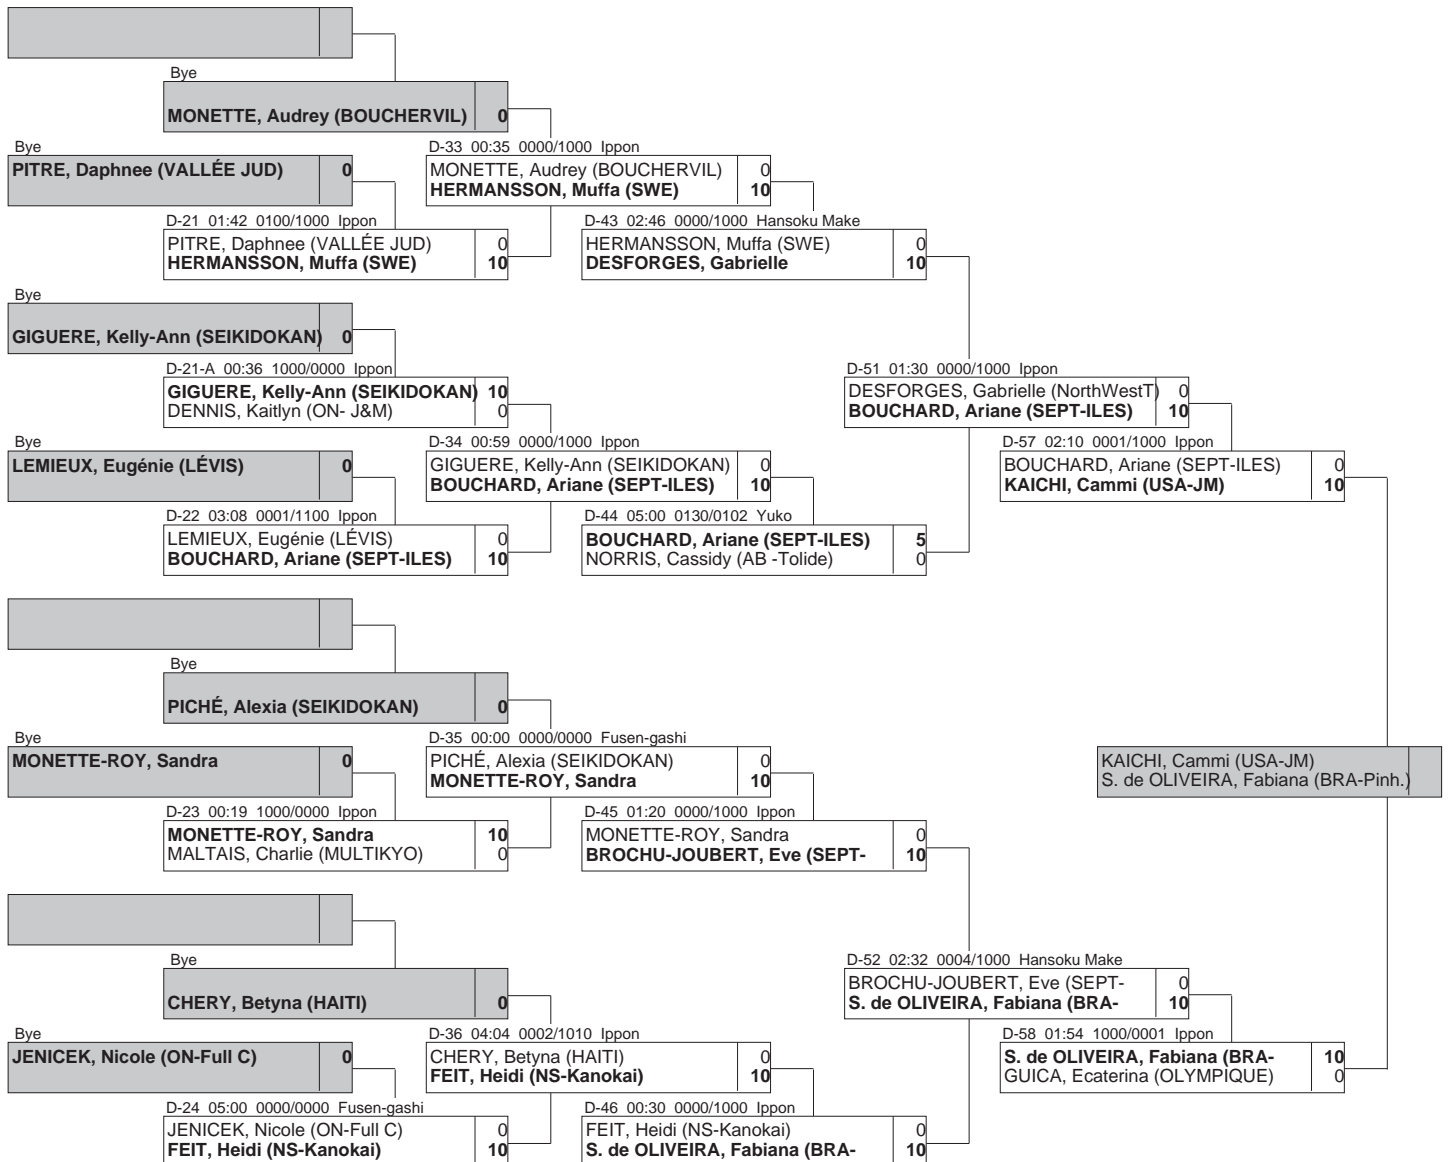 Bye
MONETTE, Audrey (BOUCHERVIL) 0
Bye
PITRE, Daphnee (VALLÉE JUD) 0
D-33 00:35 0000/1000 Ippon
MONETTE, Audrey (BOUCHERVIL) 0
HERMANSSON, Muffa (SWE) 10
D-21 01:42 0100/1000 Ippon
PITRE, Daphnee (VALLÉE JUD) 0
HERMANSSON, Muffa (SWE) 10
D-43 02:46 0000/1000 Hansoku Make
HERMANSSON, Muffa (SWE) 0
DESFORGES, Gabrielle 10
Bye
GIGUERE, Kelly-Ann (SEIKIDOKAN) 0
D-21-A 00:36 1000/0000 Ippon
GIGUERE, Kelly-Ann (SEIKIDOKAN) 10
DENNIS, Kaitlyn (ON- J&M) 0
D-51 01:30 0000/1000 Ippon
DESFORGES, Gabrielle (NorthWestT) 0
BOUCHARD, Ariane (SEPT-ILES) 10
Bye
LEMIEUX, Eugénie (LÉVIS) 0
D-34 00:59 0000/1000 Ippon
GIGUERE, Kelly-Ann (SEIKIDOKAN) 0
BOUCHARD, Ariane (SEPT-ILES) 10
D-57 02:10 0001/1000 Ippon
BOUCHARD, Ariane (SEPT-ILES) 0
KAICHI, Cammi (USA-JM) 10
D-22 03:08 0001/1100 Ippon
LEMIEUX, Eugénie (LÉVIS) 0
BOUCHARD, Ariane (SEPT-ILES) 10
D-44 05:00 0130/0102 Yuko
BOUCHARD, Ariane (SEPT-ILES) 5
NORRIS, Cassidy (AB -Tolide) 0
Bye
PICHÉ, Alexia (SEIKIDOKAN) 0
Bye
MONETTE-ROY, Sandra 0
D-35 00:00 0000/0000 Fusen-gashi
PICHÉ, Alexia (SEIKIDOKAN) 0
MONETTE-ROY, Sandra 10
KAICHI, Cammi (USA-JM)
S. de OLIVEIRA, Fabiana (BRA-Pinh.)
D-23 00:19 1000/0000 Ippon
MONETTE-ROY, Sandra 10
MALTAIS, Charlie (MULTIKYO) 0
D-45 01:20 0000/1000 Ippon
MONETTE-ROY, Sandra 0
BROCHU-JOUBERT, Eve (SEPT- 10
Bye
CHERY, Betyna (HAITI) 0
D-52 02:32 0004/1000 Hansoku Make
BROCHU-JOUBERT, Eve (SEPT- 0
S. de OLIVEIRA, Fabiana (BRA- 10
Bye
JENICEK, Nicole (ON-Full C) 0
D-36 04:04 0002/1010 Ippon
CHERY, Betyna (HAITI) 0
FEIT, Heidi (NS-Kanokai) 10
D-58 01:54 1000/0001 Ippon
S. de OLIVEIRA, Fabiana (BRA- 10
GUICA, Ecaterina (OLYMPIQUE) 0
D-24 05:00 0000/0000 Fusen-gashi
JENICEK, Nicole (ON-Full C) 0
FEIT, Heidi (NS-Kanokai) 10
D-46 00:30 0000/1000 Ippon
FEIT, Heidi (NS-Kanokai) 0
S. de OLIVEIRA, Fabiana (BRA- 10